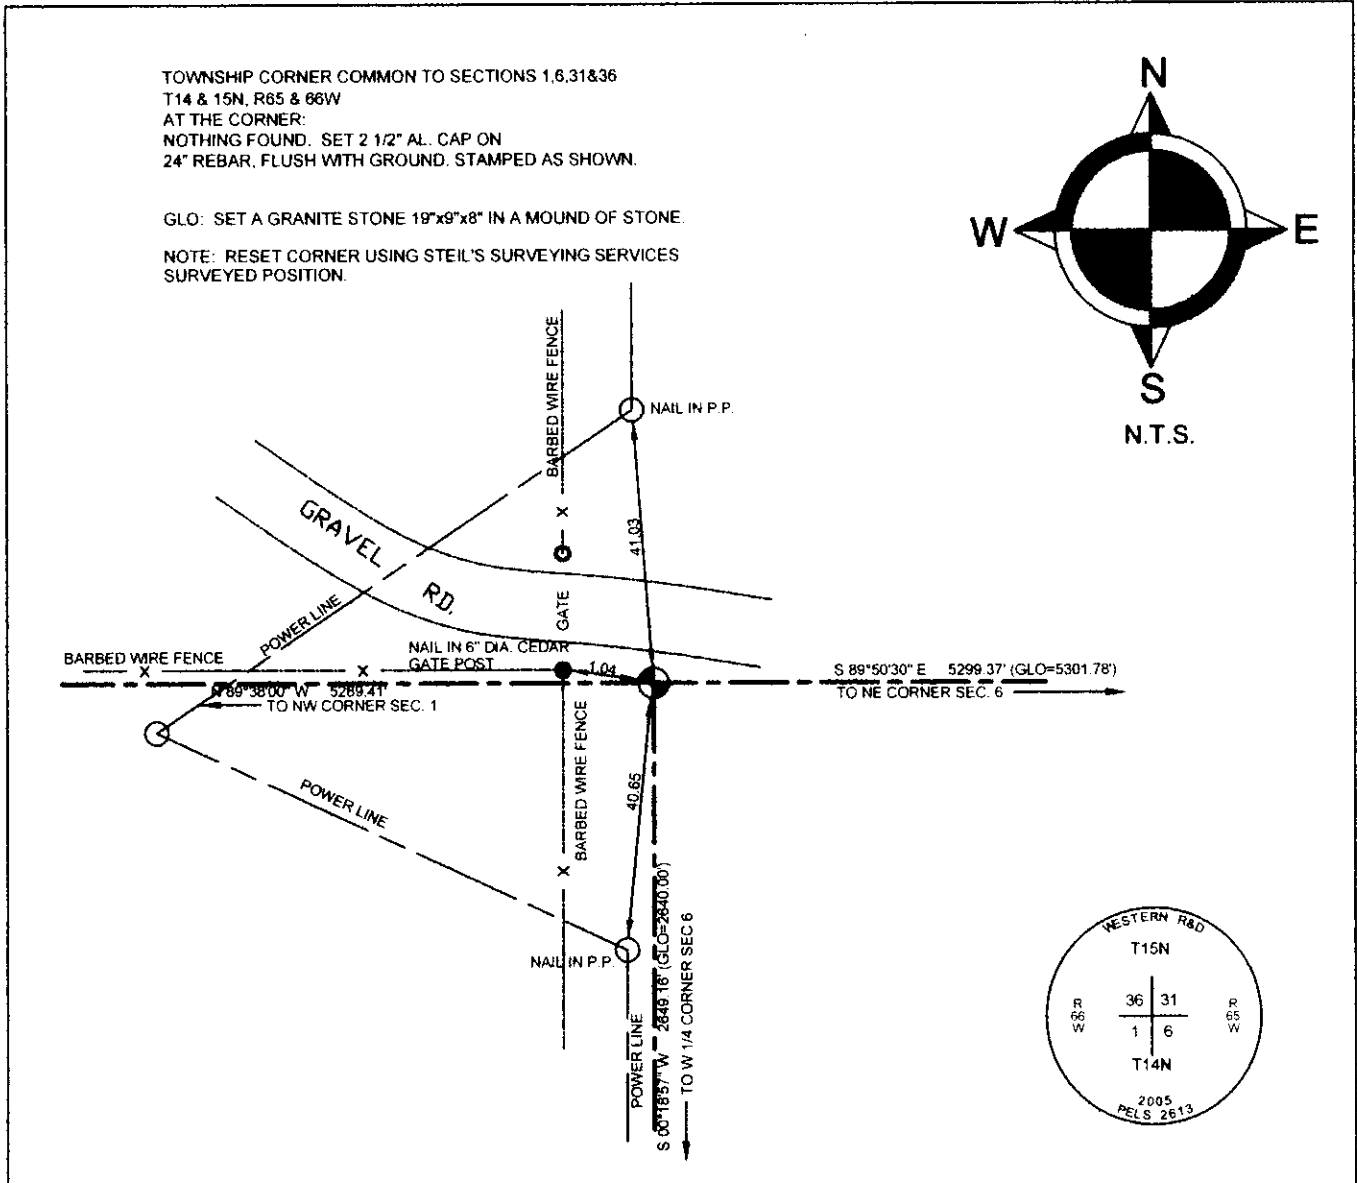 TOWNSHIP CORNER COMMON TO SECTIONS 1,6,31&36
T14 & 15N, R65 & 66W
AT THE CORNER:
NOTHING FOUND. SET 2 1/2" AL. CAP ON
24" REBAR, FLUSH WITH GROUND. STAMPED AS SHOWN.
GLO: SET A GRANITE STONE 19"x9"x8" IN A MOUND OF STONE.
NOTE: RESET CORNER USING STEIL'S SURVEYING SERVICES
SURVEYED POSITION.
N
W
E
S
N.T.S.
BARBED WIRE FENCE
X
NAIL IN P.P.
41.03
GRAVEL
RD.
GATE
POWER LINE
BARBED WIRE FENCE
X
X
NAIL IN 6" DIA. CEDAR
GATE POST
1.04
N 89°38'00" W 5289.41'
TO NW CORNER SEC. 1
S 89°50'30" E 5299.37' (GLO=5301.78')
TO NE CORNER SEC. 6
POWER LINE
BARBED WIRE FENCE
X
40.65
NAIL IN P.P.
POWER LINE
S 00°18'57" W 2649.16' (GLO=2640.00')
TO W 1/4 CORNER SEC 6
WESTERN R&D
T15N
R
66
W
36 31
1 6
R
65
W
T14N
2005
PELS 2613